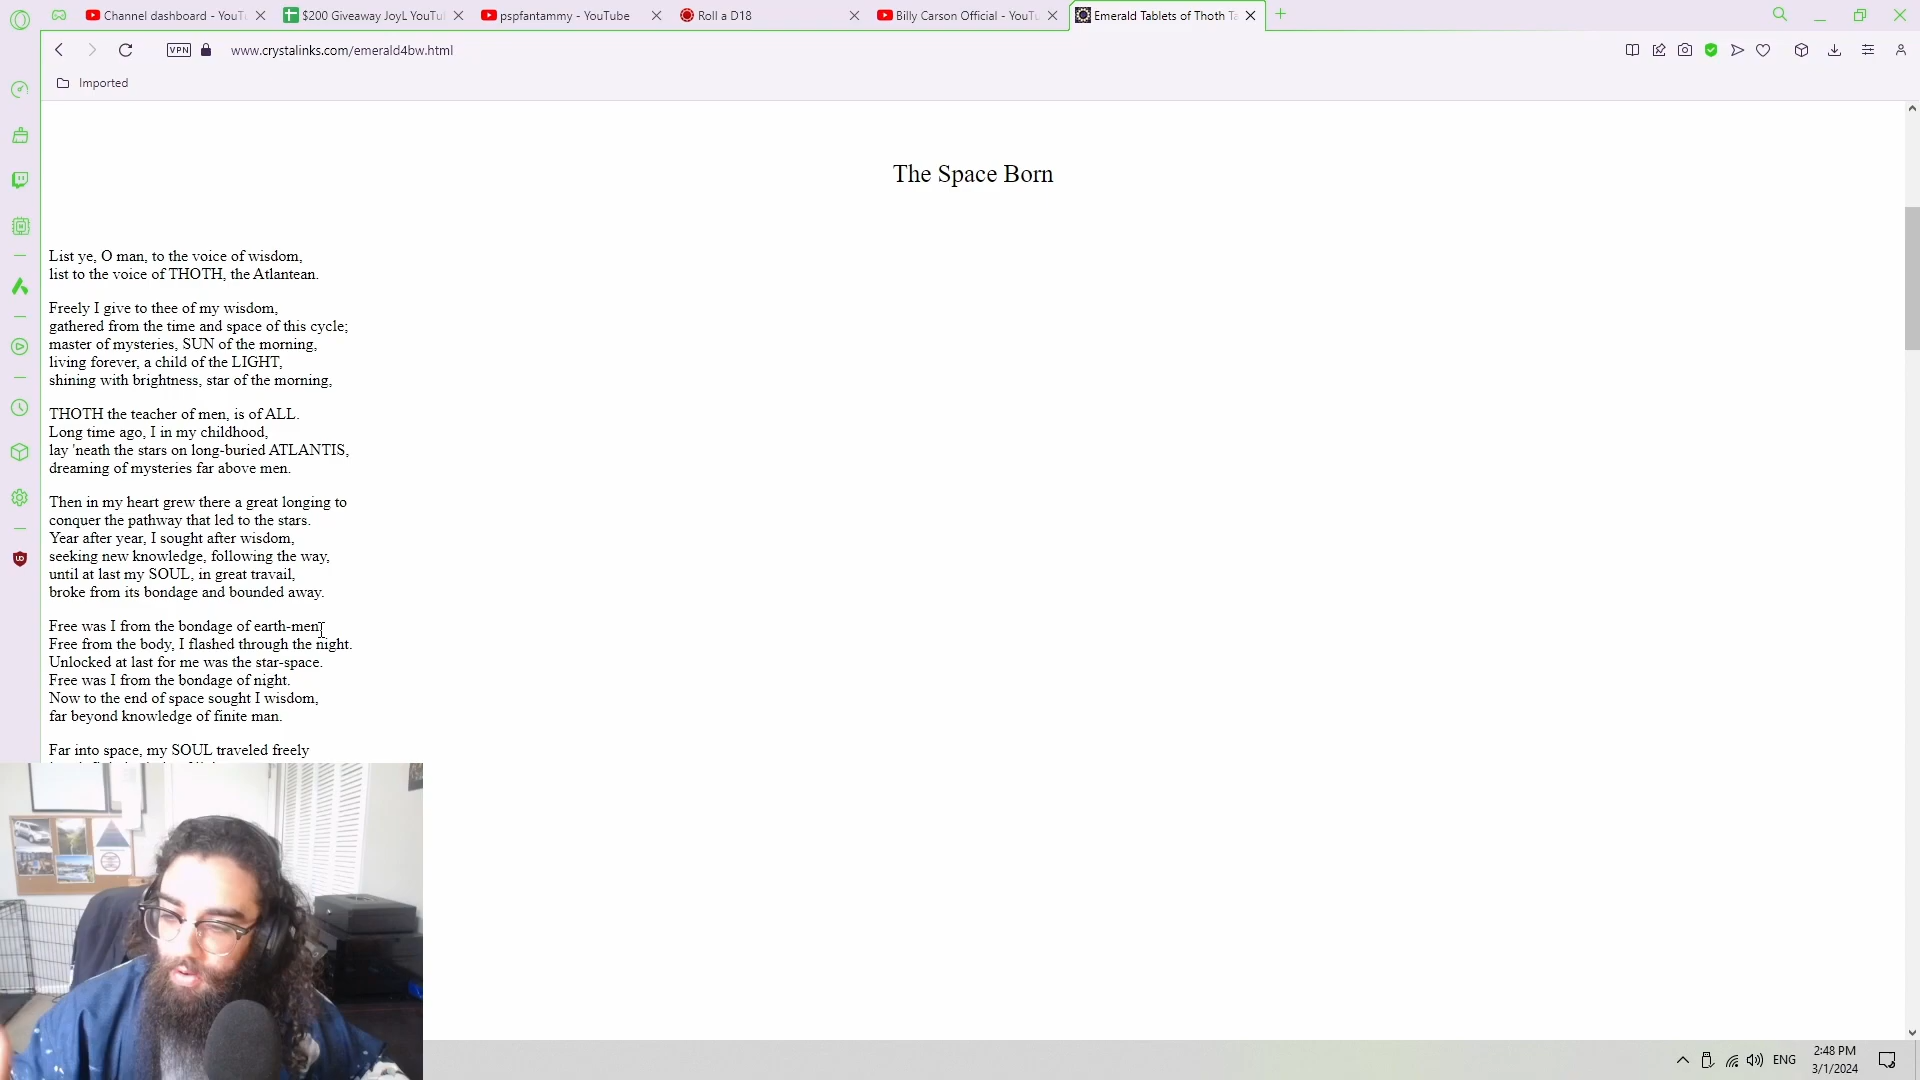 Channel dashboard - YouTu
$200 Giveaway JoyL YouTu
pspfantammy - YouTube
Roll a D18
Billy Carson Official - YouTu
Emerald Tablets of Thoth Ta
VPN
www.crystalinks.com/emerald4bw.html
Imported
The Space Born
List ye, O man, to the voice of wisdom,
list to the voice of THOTH, the Atlantean.
Freely I give to thee of my wisdom,
gathered from the time and space of this cycle;
master of mysteries, SUN of the morning,
living forever, a child of the LIGHT,
shining with brightness, star of the morning,
THOTH the teacher of men, is of ALL.
Long time ago, I in my childhood,
lay 'neath the stars on long-buried ATLANTIS,
dreaming of mysteries far above men.
Then in my heart grew there a great longing to
conquer the pathway that led to the stars.
Year after year, I sought after wisdom,
seeking new knowledge, following the way,
until at last my SOUL, in great travail,
broke from its bondage and bounded away.
Free was I from the bondage of earth-men.
Free from the body, I flashed through the night.
Unlocked at last for me was the star-space.
Free was I from the bondage of night.
Now to the end of space sought I wisdom,
far beyond knowledge of finite man.
Far into space, my SOUL traveled freely
ENG
2:48 PM
3/1/2024